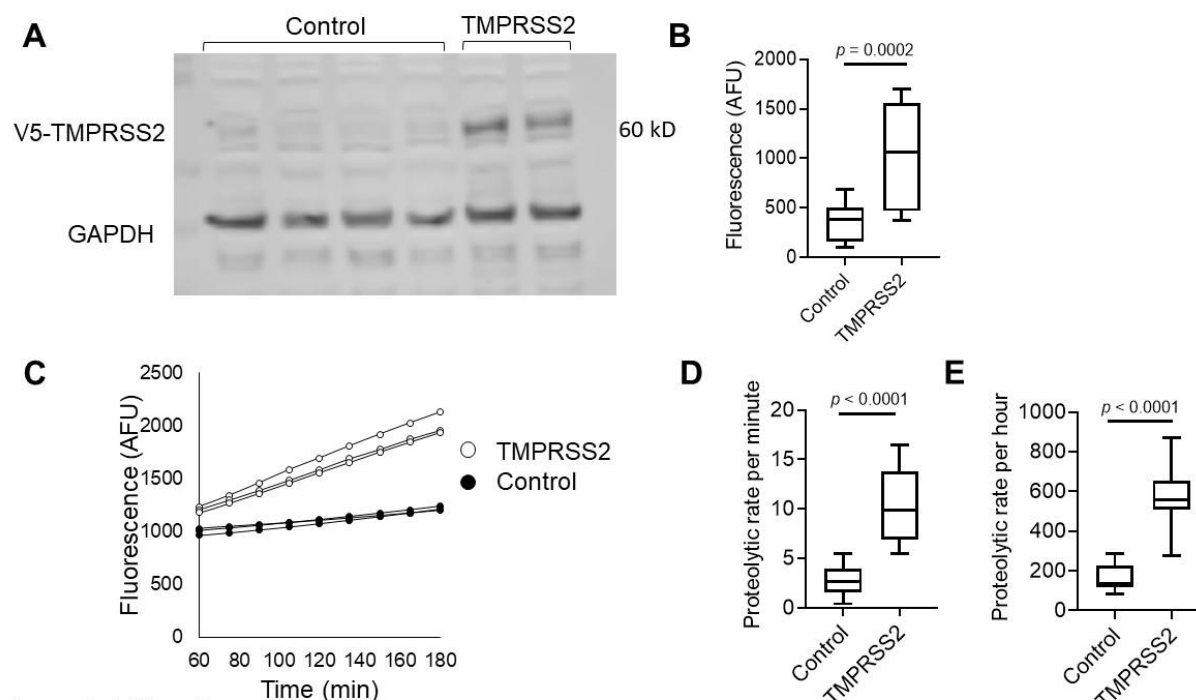 A
Control
TMPRSS2
V5-TMPRSS2
60 kD
GAPDH
B
p = 0.0002
Fluorescence (AFU)
2000
1500
1000
500
0
Control
TMPRSS2
C
Fluorescence (AFU)
2500
2000
1500
1000
500
0
60 80 100 120 140 160 180
Time (min)
TMPRSS2
Control
D
p < 0.0001
Proteolytic rate per minute
20
15
10
5
0
Control
TMPRSS2
E
p < 0.0001
Proteolytic rate per hour
1000
800
600
400
200
0
Control
TMPRSS2